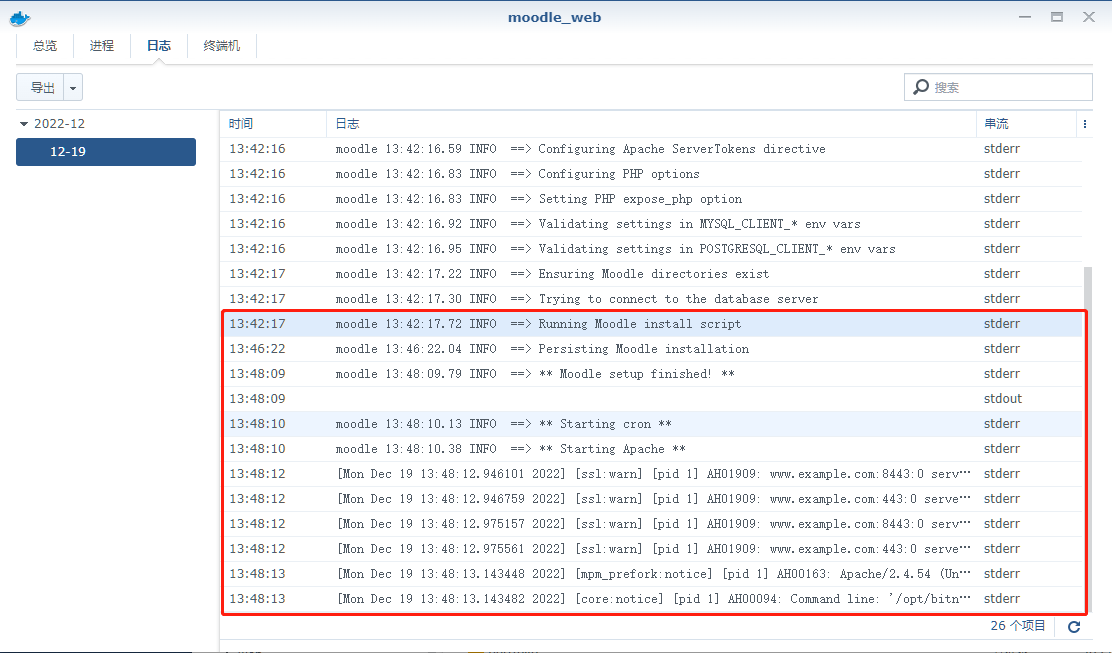 moodle_web
总览 进程 日志 终端机
导出 搜索
2022-12
12-19
时间 日志 串流
13:42:16 moodle 13:42:16.59 INFO ==> Configuring Apache ServerTokens directive stderr
13:42:16 moodle 13:42:16.83 INFO ==> Configuring PHP options stderr
13:42:16 moodle 13:42:16.83 INFO ==> Setting PHP expose_php option stderr
13:42:16 moodle 13:42:16.92 INFO ==> Validating settings in MYSQL_CLIENT_* env vars stderr
13:42:16 moodle 13:42:16.95 INFO ==> Validating settings in POSTGRESQL_CLIENT_* env vars stderr
13:42:17 moodle 13:42:17.22 INFO ==> Ensuring Moodle directories exist stderr
13:42:17 moodle 13:42:17.30 INFO ==> Trying to connect to the database server stderr
13:42:17 moodle 13:42:17.72 INFO ==> Running Moodle install script stderr
13:46:22 moodle 13:46:22.04 INFO ==> Persisting Moodle installation stderr
13:48:09 moodle 13:48:09.79 INFO ==> ** Moodle setup finished! ** stderr
13:48:09 stdout
13:48:10 moodle 13:48:10.13 INFO ==> ** Starting cron ** stderr
13:48:10 moodle 13:48:10.38 INFO ==> ** Starting Apache ** stderr
13:48:12 [Mon Dec 19 13:48:12.946101 2022] [ssl:warn] [pid 1] AH01909: www.example.com:8443:0 serv… stderr
13:48:12 [Mon Dec 19 13:48:12.946759 2022] [ssl:warn] [pid 1] AH01909: www.example.com:443:0 serve… stderr
13:48:12 [Mon Dec 19 13:48:12.975157 2022] [ssl:warn] [pid 1] AH01909: www.example.com:8443:0 serv… stderr
13:48:12 [Mon Dec 19 13:48:12.975561 2022] [ssl:warn] [pid 1] AH01909: www.example.com:443:0 serve… stderr
13:48:13 [Mon Dec 19 13:48:13.143448 2022] [mpm_prefork:notice] [pid 1] AH00163: Apache/2.4.54 (Un… stderr
13:48:13 [Mon Dec 19 13:48:13.143482 2022] [core:notice] [pid 1] AH00094: Command line: '/opt/bitn… stderr
26 个项目